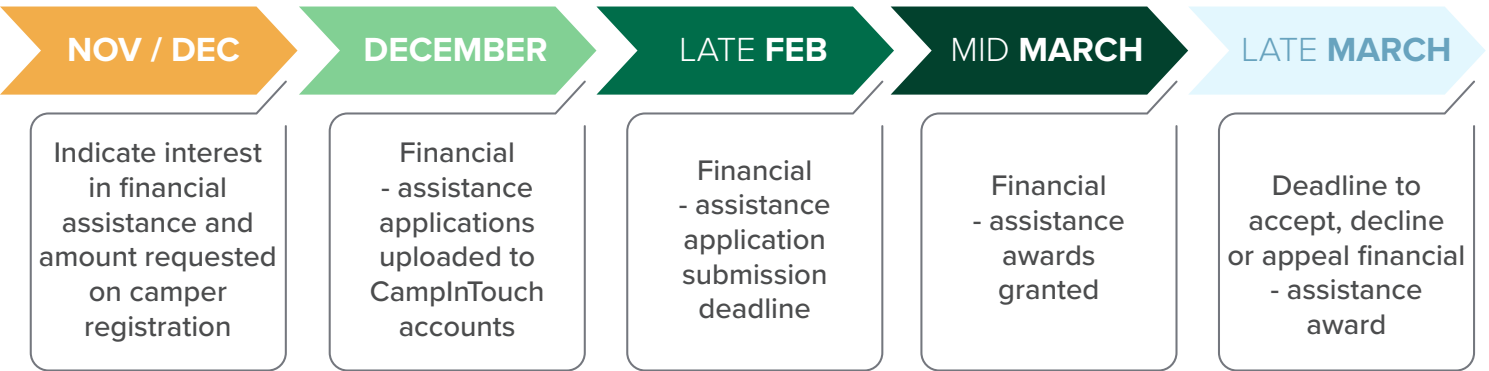 NOV / DEC
Indicate interest
in financial
assistance and
amount requested
on camper
registration
DECEMBER
Financial
- assistance
applications
uploaded to
CampInTouch
accounts
LATE FEB
Financial
- assistance
application
submission
deadline
MID MARCH
Financial
- assistance
awards
granted
LATE MARCH
Deadline to
accept, decline
or appeal financial
- assistance
award